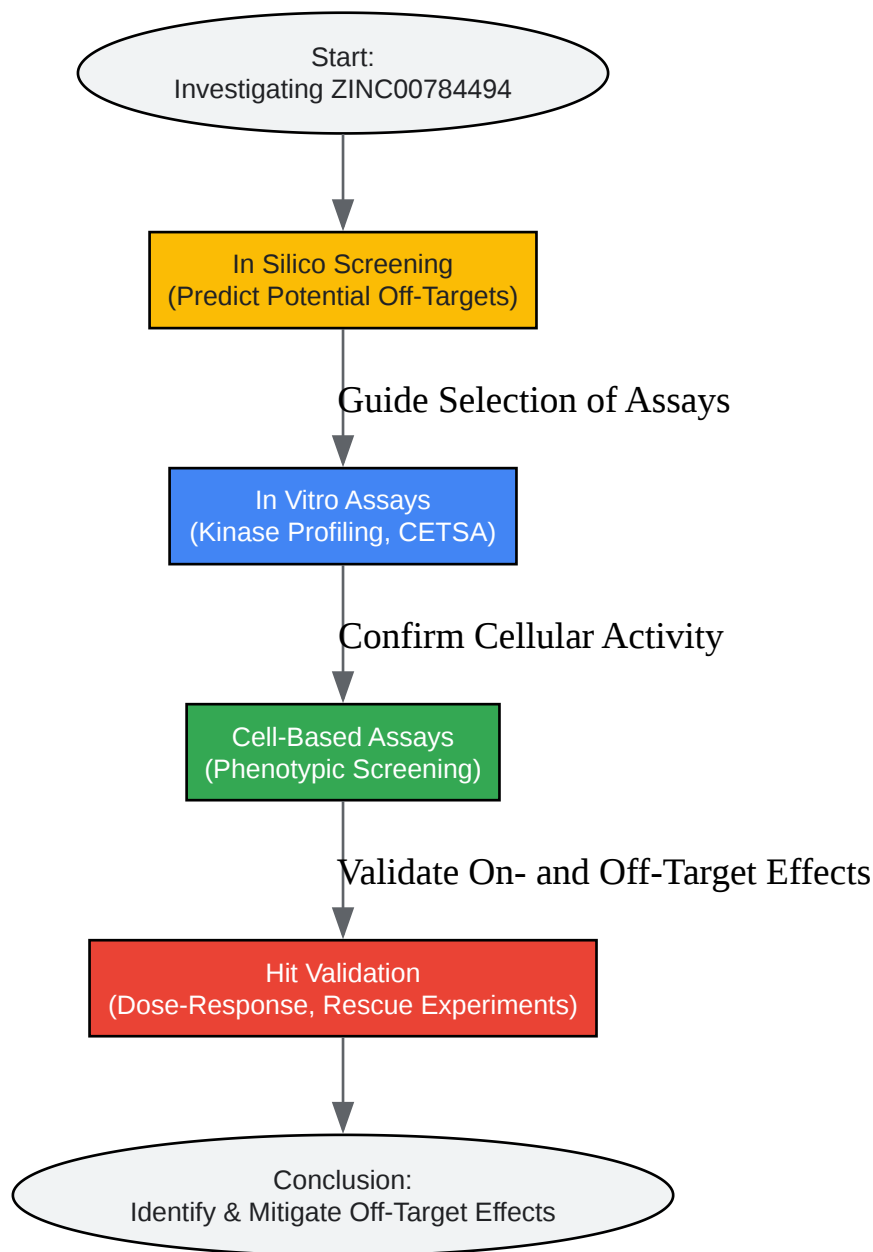 Start:
Investigating ZINC00784494
In Silico Screening
(Predict Potential Off-Targets)
Guide Selection of Assays
In Vitro Assays
(Kinase Profiling, CETSA)
Confirm Cellular Activity
Cell-Based Assays
(Phenotypic Screening)
Validate On- and Off-Target Effects
Hit Validation
(Dose-Response, Rescue Experiments)
Conclusion:
Identify & Mitigate Off-Target Effects